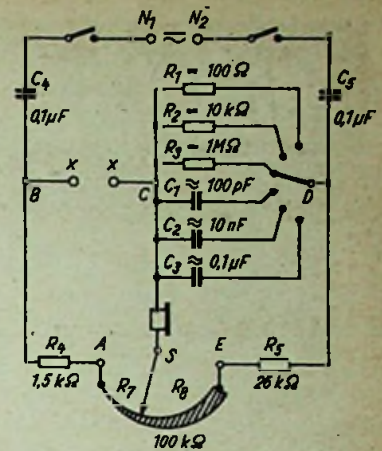 N₁ ≂ N₂
C₄
0,1µF
C₅
0,1µF
R₁ = 100Ω
R₂ = 10 kΩ
R₃ = 1MΩ
C₁ ≈ 100 pF
C₂ ≈ 10 nF
C₃ ≈ 0,1µF
x x
B C D
R₄
1,5 kΩ
A S E
R₅
26 kΩ
R₇ R₈
100 kΩ